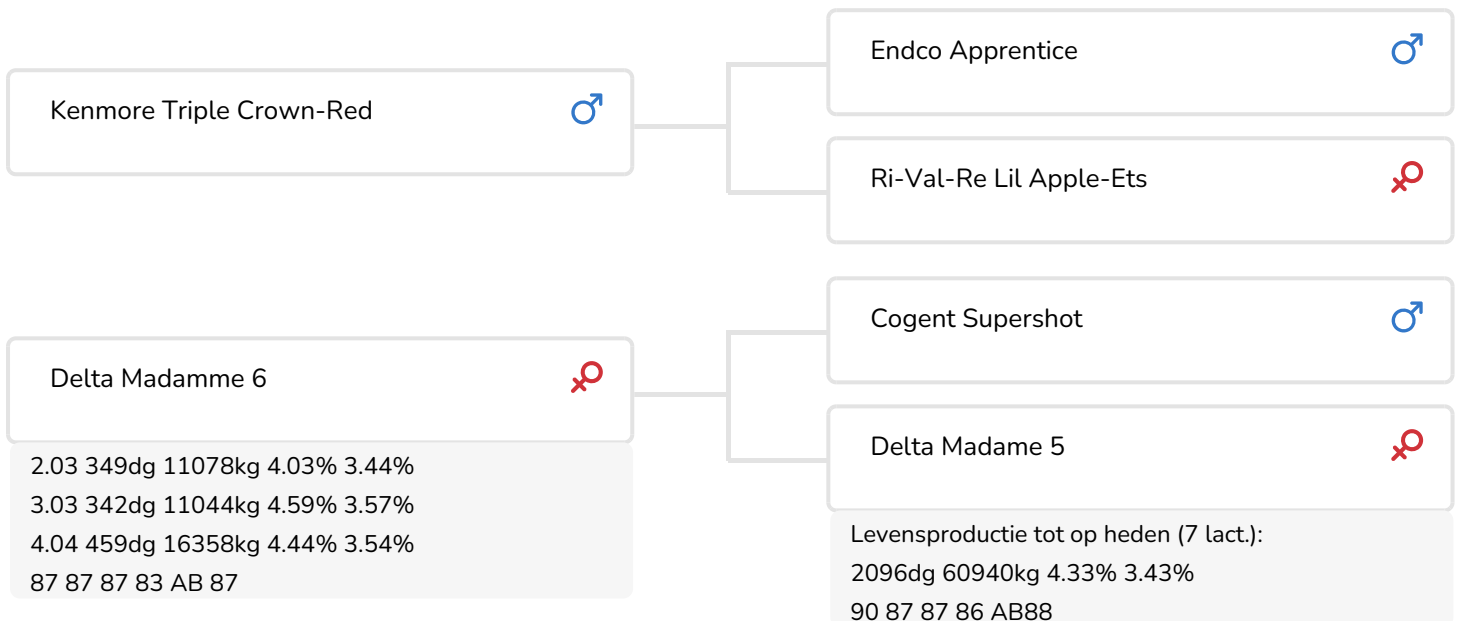 Kenmore Triple Crown-Red
Endco Apprentice
Ri-Val-Re Lil Apple-Ets
Delta Madamme 6
2.03 349dg 11078kg 4.03% 3.44%
3.03 342dg 11044kg 4.59% 3.57%
4.04 459dg 16358kg 4.44% 3.54%
87 87 87 83 AB 87
Cogent Supershot
Delta Madame 5
Levensproductie tot op heden (7 lact.):
2096dg 60940kg 4.33% 3.43%
90 87 87 86 AB88